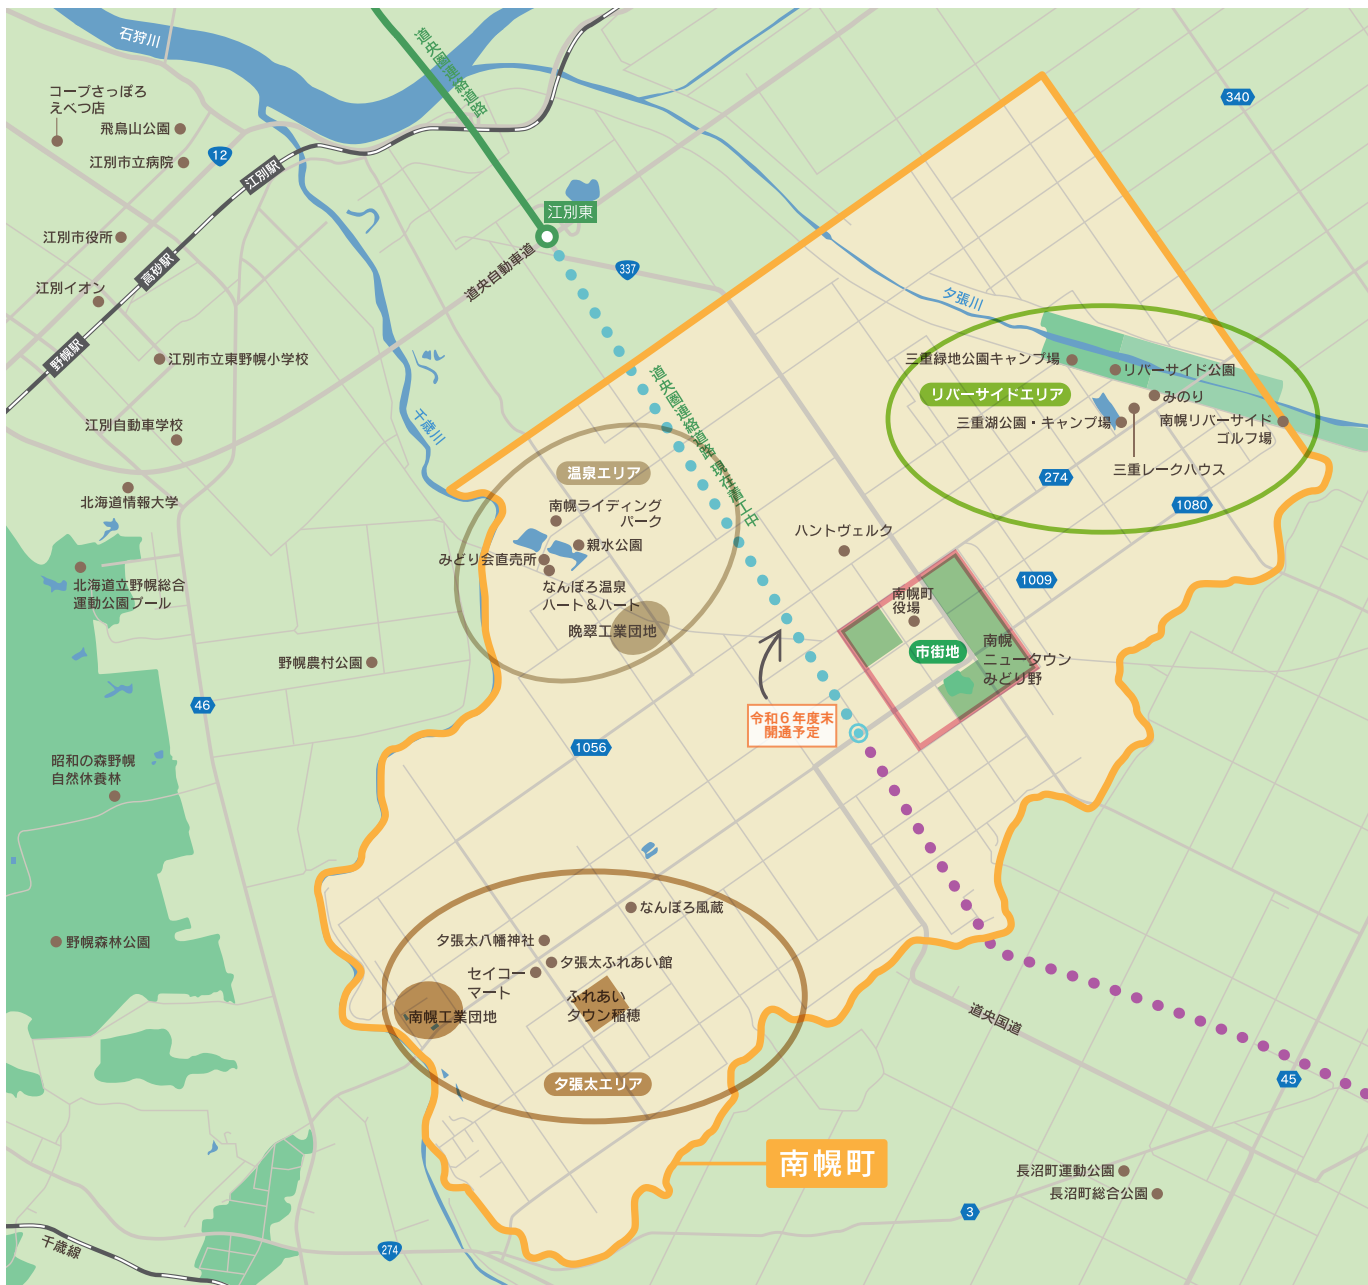 石狩川
道央圏連絡道路
340
コープさっぽろ
えべつ店
飛鳥山公園
江別市立病院
12
江別駅
江別東
江別市役所
高砂駅
道央自動車道
337
江別イオン
夕張川
野幌駅
江別市立東野幌小学校
三重緑地公園キャンプ場
リバーサイド公園
リバーサイドエリア
みのり
三重湖公園・キャンプ場
南幌リバーサイド
ゴルフ場
三重レークハウス
江別自動車学校
千歳川
道央圏連絡道路 現在着工中
274
1080
温泉エリア
北海道情報大学
南幌ライディング
パーク
親水公園
みどり会直売所
なんぽろ温泉
ハート＆ハート
晩翠工業団地
ハントヴェルク
北海道立野幌総合
運動公園プール
1009
南幌町
役場
市街地
南幌
ニュータウン
みどり野
野幌農村公園
46
令和６年度末
開通予定
1056
昭和の森野幌
自然休養林
なんぽろ風蔵
野幌森林公園
夕張太八幡神社
夕張太ふれあい館
セイコー
マート
ふれあい
タウン稲穂
南幌工業団地
道央国道
夕張太エリア
45
南幌町
長沼町運動公園
長沼町総合公園
3
千歳線
274